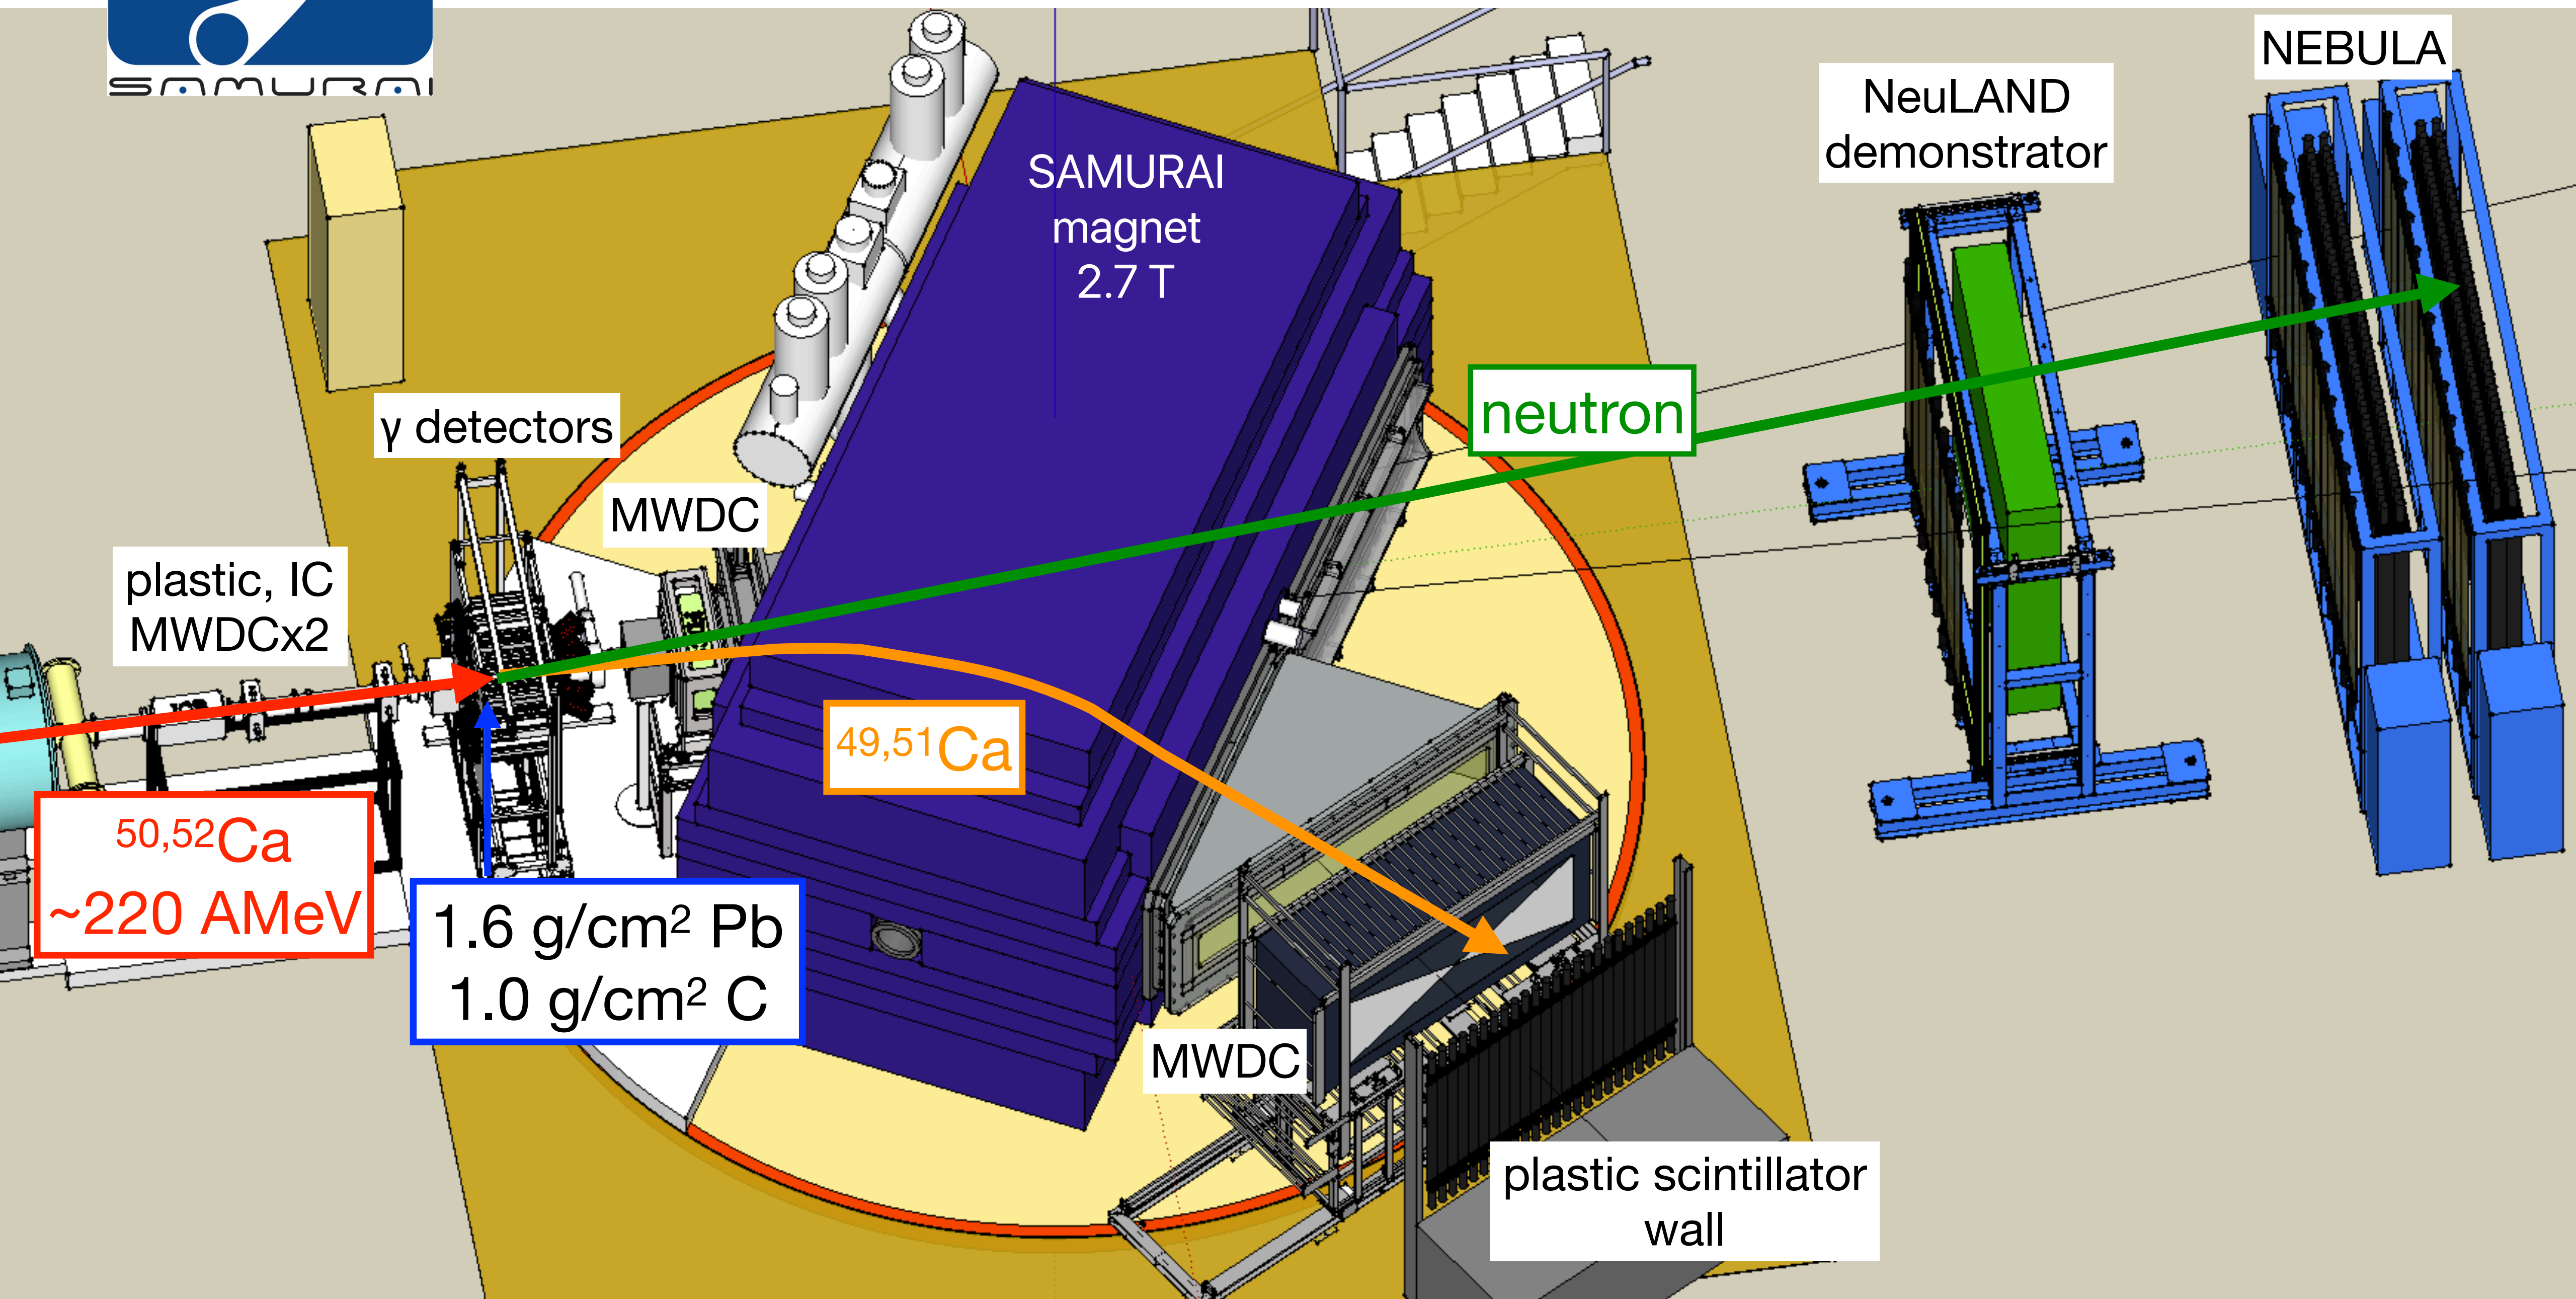 SAMURAI
NEBULA
NeuLAND
demonstrator
SAMURAI
magnet
2.7 T
neutron
γ detectors
MWDC
plastic, IC
MWDCx2
49,51Ca
50,52Ca
~220 AMeV
1.6 g/cm² Pb
1.0 g/cm² C
MWDC
plastic scintillator
wall